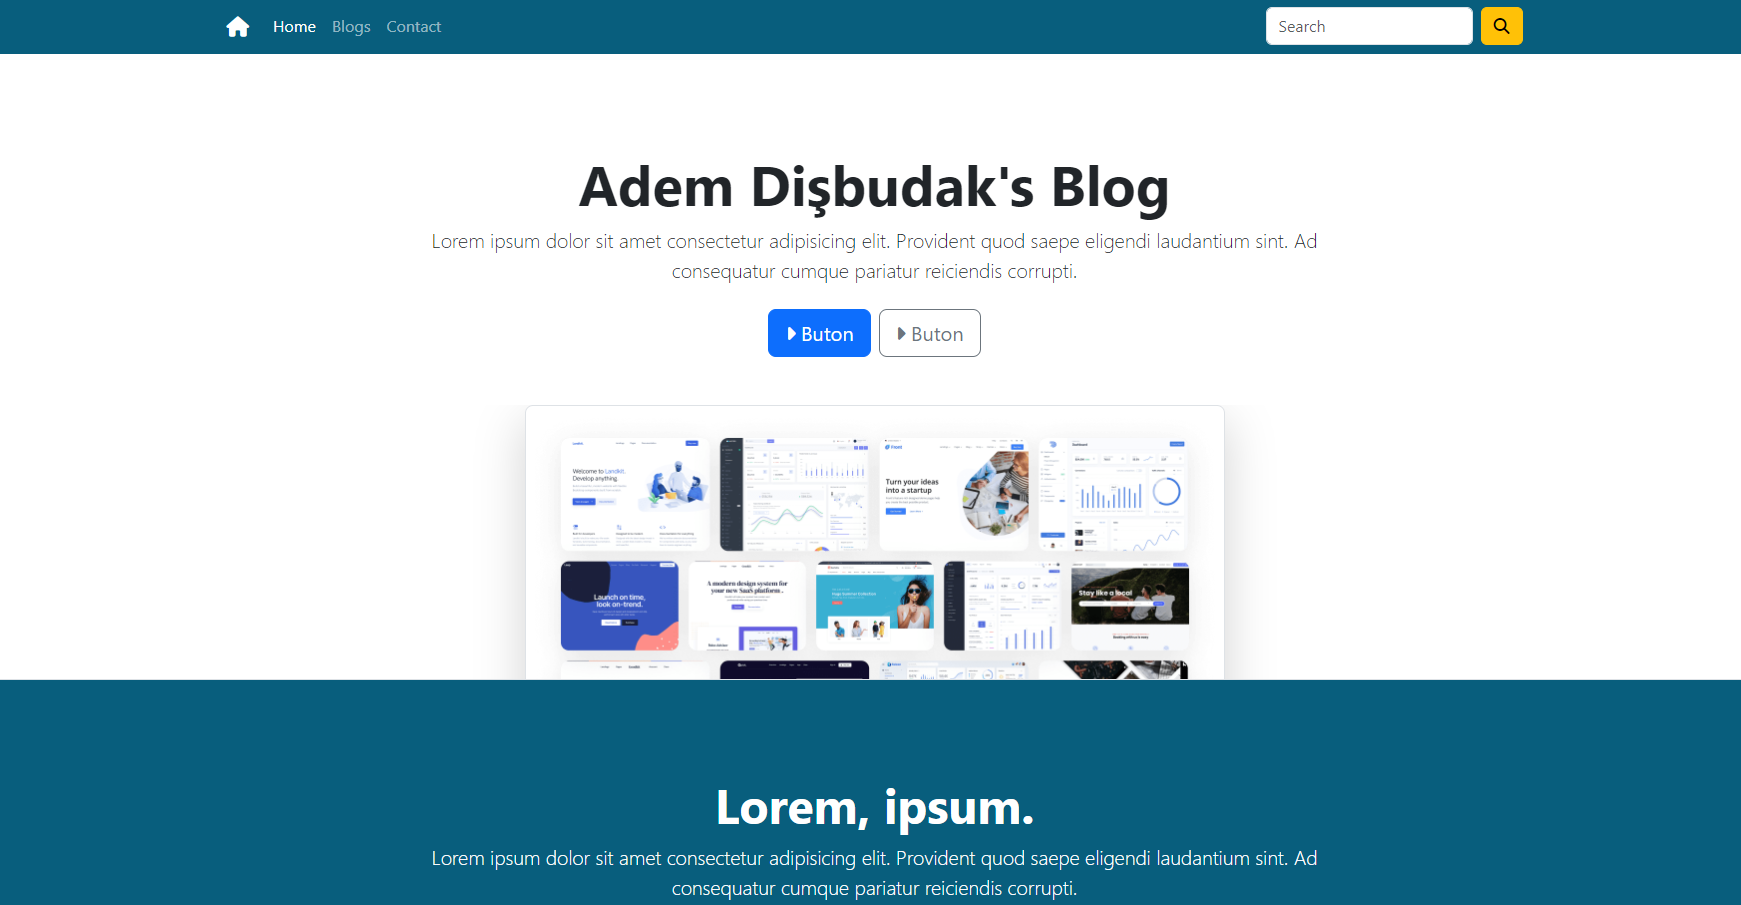 Home Blogs Contact Search
Adem Dişbudak's Blog
Lorem ipsum dolor sit amet consectetur adipisicing elit. Provident quod saepe eligendi laudantium sint. Ad
consequatur cumque pariatur reiciendis corrupti.
Buton Buton
Welcome to Landkit.
Develop anything.
Turn your ideas
into a startup
Dashboard
Launch on time,
look on-trend.
A modern design system for
your new SaaS platform .
Stay like a local
Lorem, ipsum.
Lorem ipsum dolor sit amet consectetur adipisicing elit. Provident quod saepe eligendi laudantium sint. Ad
consequatur cumque pariatur reiciendis corrupti.